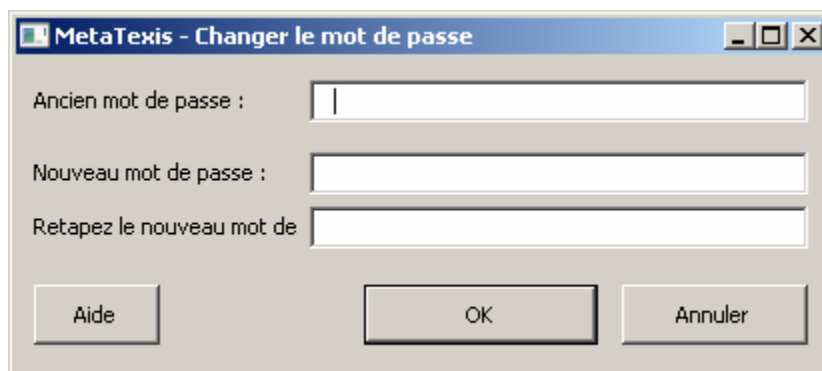 MetaTexis - Changer le mot de passe
Ancien mot de passe :
Nouveau mot de passe :
Retapez le nouveau mot de
Aide OK Annuler